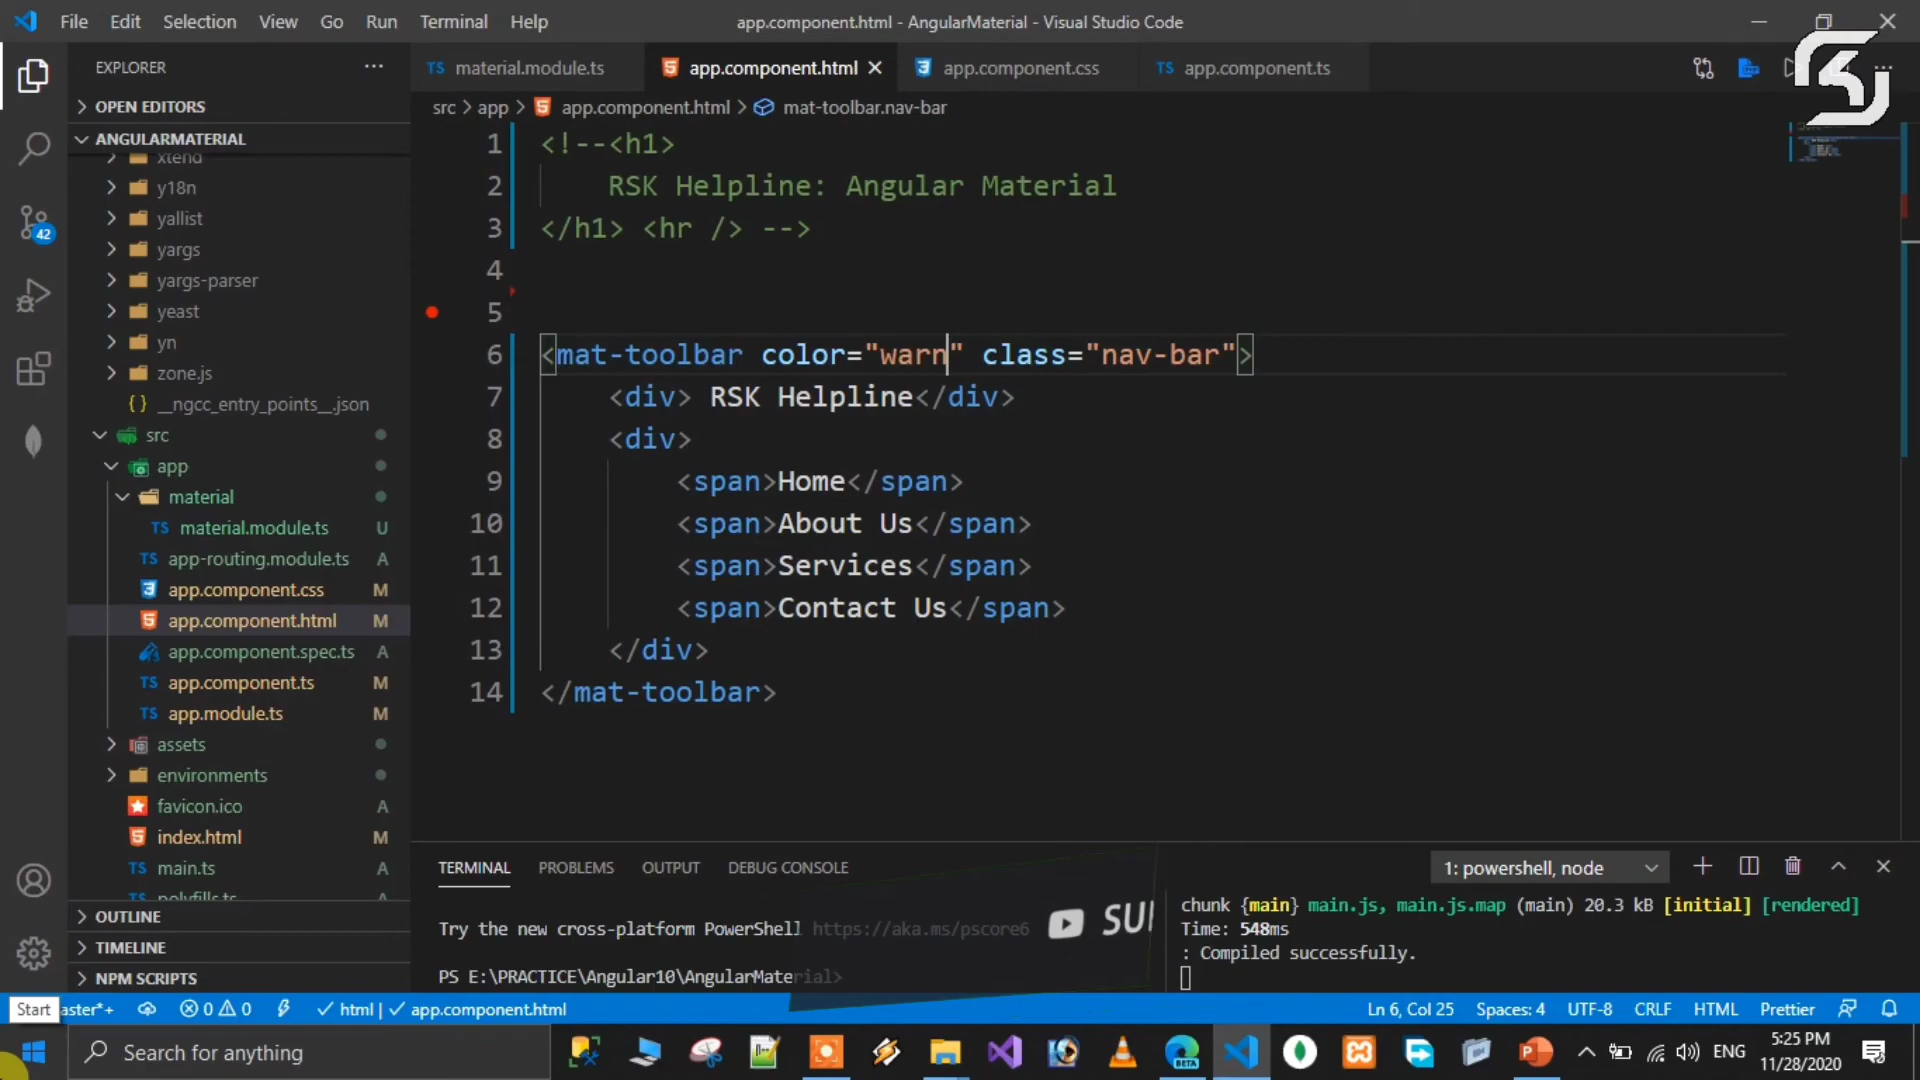 File Edit Selection View Go Run Terminal Help
app.component.html - AngularMaterial - Visual Studio Code
EXPLORER
OPEN EDITORS
ANGULARMATERIAL
xtend
y18n
yallist
yargs
yargs-parser
yeast
yn
zone.js
{ } __ngcc_entry_points__.json
src
app
material
TS material.module.ts U
TS app-routing.module.ts A
app.component.css M
app.component.html M
app.component.spec.ts A
TS app.component.ts M
TS app.module.ts M
assets
environments
favicon.ico A
index.html M
TS main.ts A
TS polyfills.ts
OUTLINE
TIMELINE
NPM SCRIPTS
42
TS material.module.ts
app.component.html
app.component.css
TS app.component.ts
src > app > app.component.html > mat-toolbar.nav-bar
1 <!--<h1>
2 RSK Helpline: Angular Material
3 </h1> <hr /> -->
4
5
6 <mat-toolbar color="warn" class="nav-bar">
7 <div> RSK Helpline</div>
8 <div>
9 <span>Home</span>
10 <span>About Us</span>
11 <span>Services</span>
12 <span>Contact Us</span>
13 </div>
14 </mat-toolbar>
TERMINAL PROBLEMS OUTPUT DEBUG CONSOLE
1: powershell, node
Try the new cross-platform PowerShell https://aka.ms/pscore6
PS E:\PRACTICE\Angular10\AngularMaterial>
chunk {main} main.js, main.js.map (main) 20.3 kB [initial] [rendered]
Time: 548ms
: Compiled successfully.
Start
aster*+ 0 0 html | app.component.html
Ln 6, Col 25 Spaces: 4 UTF-8 CRLF HTML Prettier
Search for anything
BETA
ENG
5:25 PM
11/28/2020